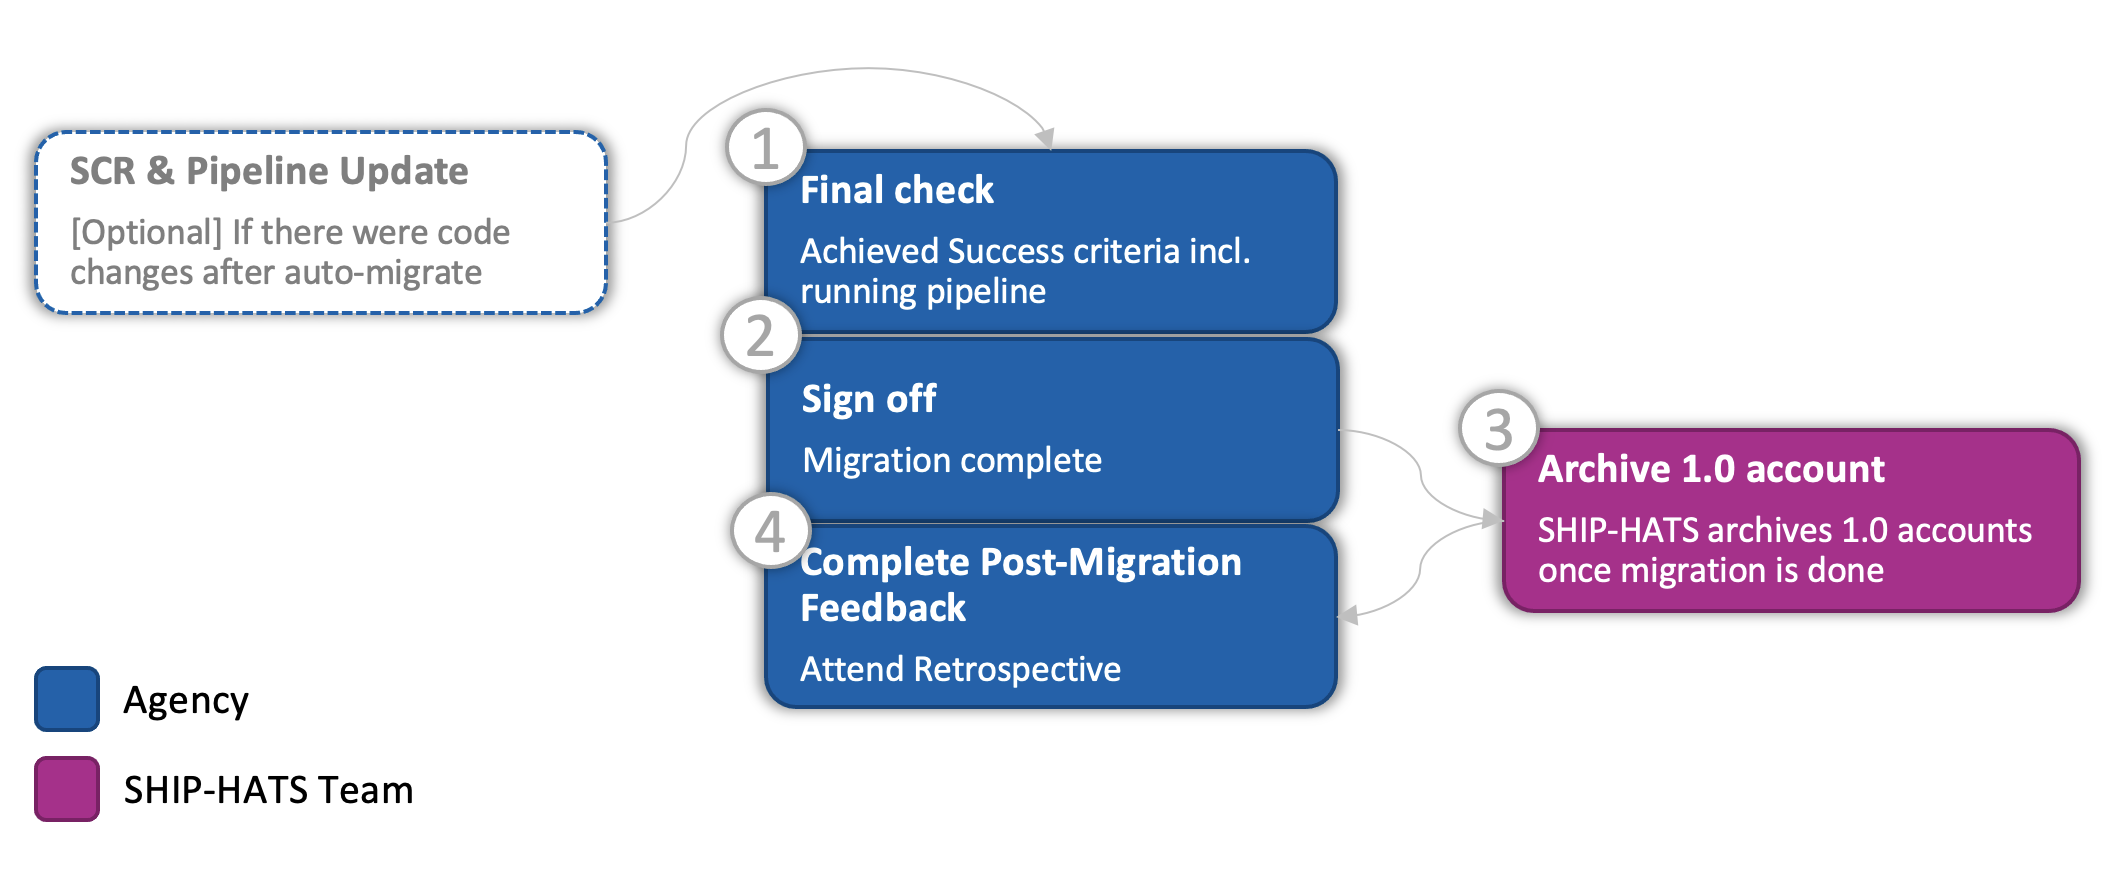 SCR & Pipeline Update
[Optional] If there were code
changes after auto-migrate
1
Final check
Achieved Success criteria incl.
running pipeline
2
Sign off
Migration complete
3
Archive 1.0 account
SHIP-HATS archives 1.0 accounts
once migration is done
4
Complete Post-Migration
Feedback
Attend Retrospective
Agency
SHIP-HATS Team